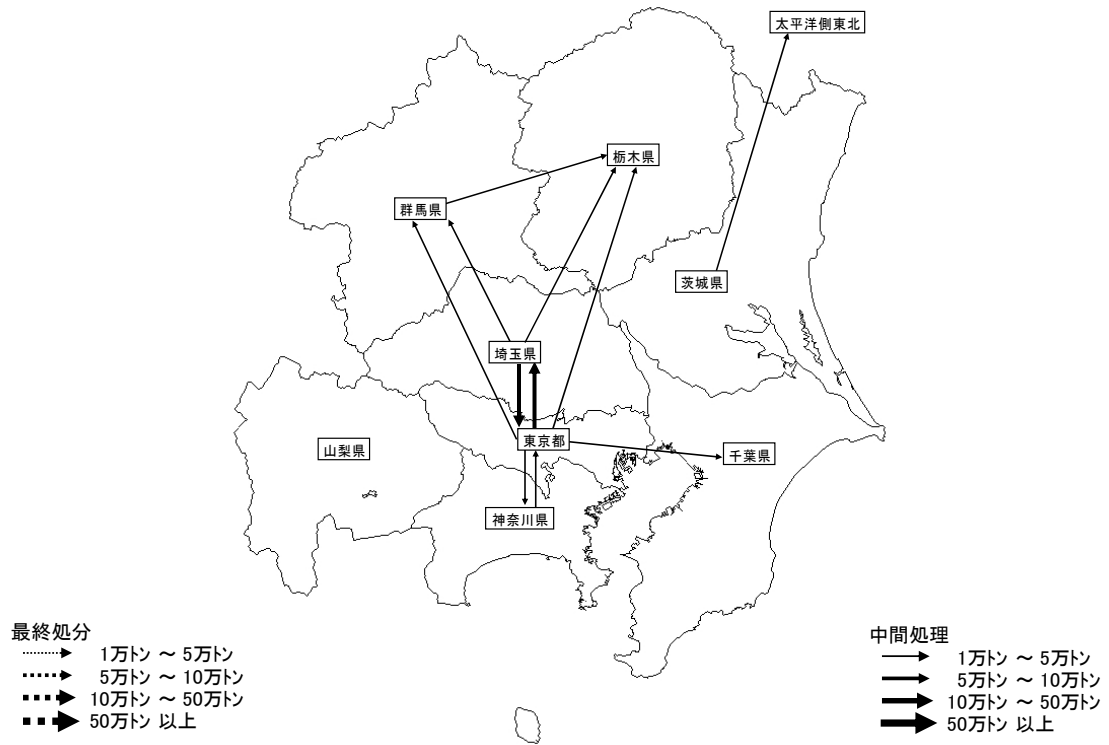 太平洋側東北
栃木県
群馬県
茨城県
埼玉県
東京都
山梨県
千葉県
神奈川県
最終処分
1万トン ～ 5万トン
5万トン ～ 10万トン
10万トン ～ 50万トン
50万トン 以上
中間処理
1万トン ～ 5万トン
5万トン ～ 10万トン
10万トン ～ 50万トン
50万トン 以上